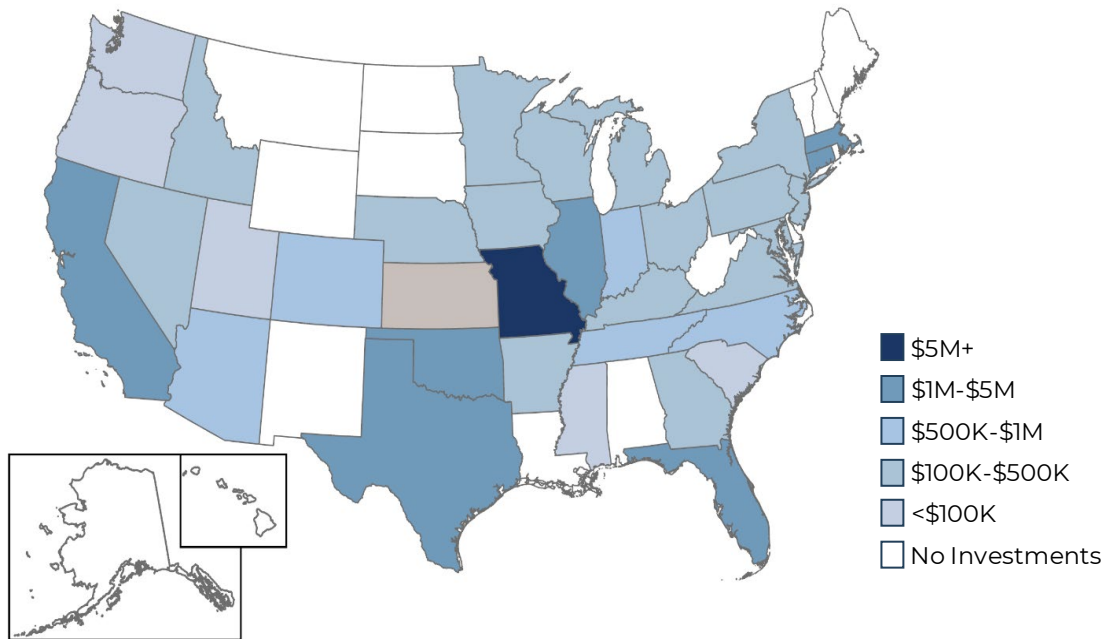 $5M+
$1M-$5M
$500K-$1M
$100K-$500K
<$100K
No Investments